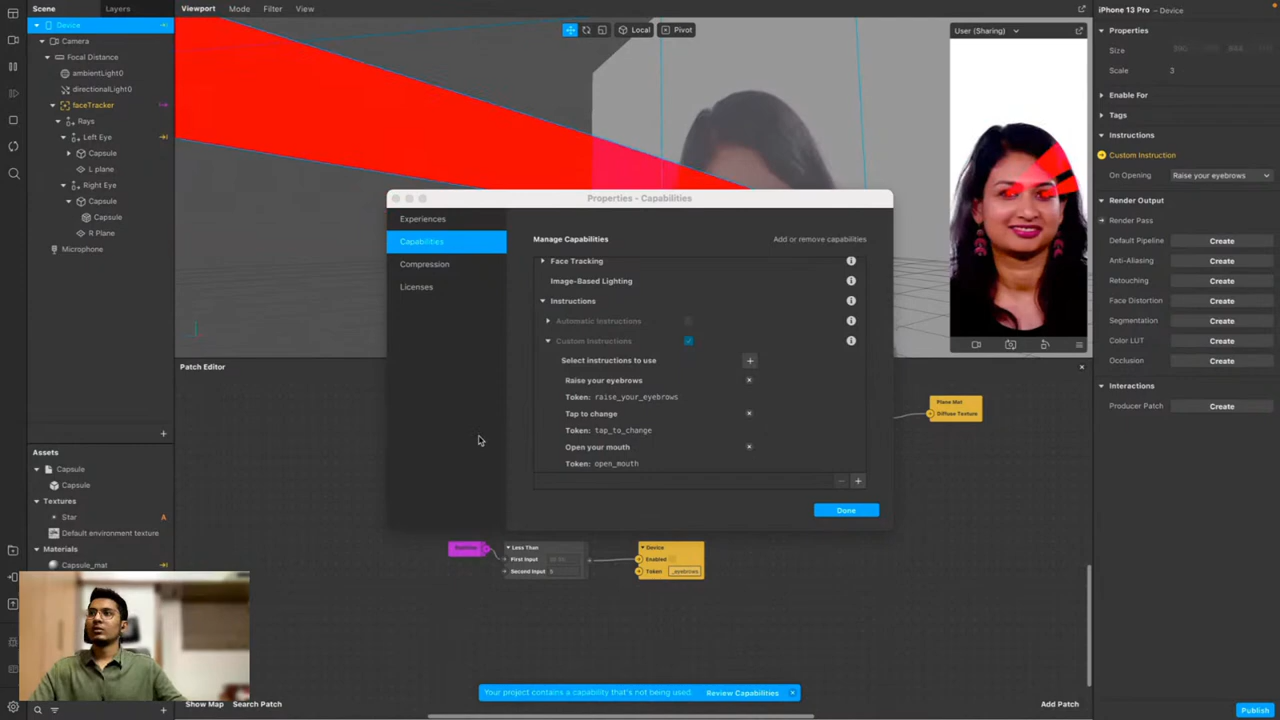 Scene
Layers
Device
Camera
Focal Distance
ambientLight0
directionalLight0
faceTracker
Rays
Left Eye
Capsule
L plane
Right Eye
Capsule
Capsule
R Plane
Microphone
Assets
Capsule
Capsule
Textures
Star
A
Default environment texture
Materials
Capsule_mat
Viewport
Mode
Filter
View
Local
Pivot
User (Sharing)
Properties - Capabilities
Experiences
Capabilities
Compression
Licenses
Manage Capabilities
Add or remove capabilities
Face Tracking
Image-Based Lighting
Instructions
Automatic Instructions
Custom Instructions
Select instructions to use
Raise your eyebrows
Token: raise_your_eyebrows
Tap to change
Token: tap_to_change
Open your mouth
Token: open_mouth
Done
Patch Editor
Plane Mat
Diffuse Texture
Runtime
Less Than
First Input
Second Input 5
Device
Enabled
Token _eyebrows
Your project contains a capability that's not being used.
Review Capabilities
Show Map
Search Patch
Add Patch
iPhone 13 Pro – Device
Properties
Size
Scale 3
Enable For
Tags
Instructions
Custom Instruction
On Opening Raise your eyebrows
Render Output
Render Pass
Default Pipeline Create
Anti-Aliasing Create
Retouching Create
Face Distortion Create
Segmentation Create
Color LUT Create
Occlusion Create
Interactions
Producer Patch Create
Publish